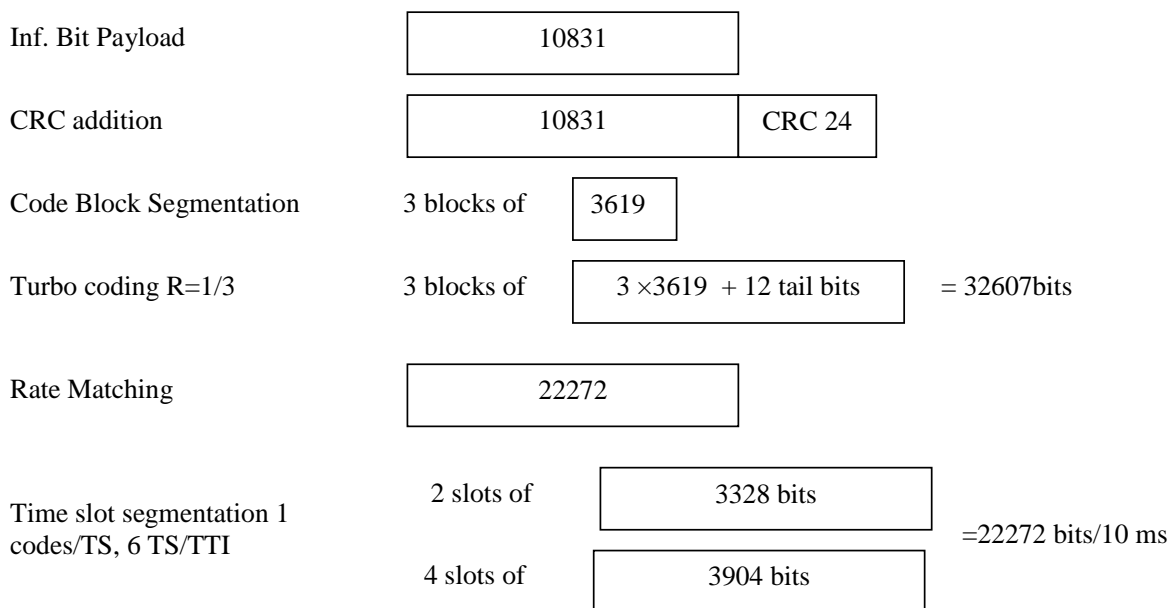 Inf. Bit Payload 10831
CRC addition 10831 CRC 24
Code Block Segmentation 3 blocks of 3619
Turbo coding R=1/3 3 blocks of 3 ×3619 + 12 tail bits = 32607bits
Rate Matching 22272
2 slots of 3328 bits
Time slot segmentation 1
codes/TS, 6 TS/TTI
=22272 bits/10 ms
4 slots of 3904 bits